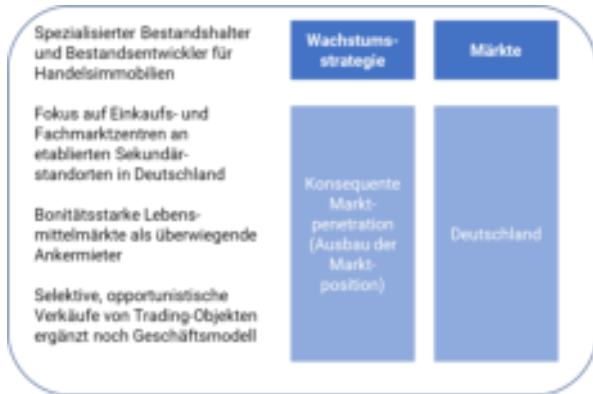 Spezialisierter Bestandshalter
und Bestandsentwickler für
Handelsimmobilien
Fokus auf Einkaufs- und
Fachmarktzentren an
etablierten Sekundär-
standorten in Deutschland
Bonitätsstarke Lebens-
mittelmärkte als überwiegende
Ankermieter
Selektive, opportunistische
Verkäufe von Trading-Objekten
ergänzt noch Geschäftsmodell
Wachstums-
strategie
Konsequente
Markt-
penetration
(Ausbau der
Markt-
position)
Märkte
Deutschland